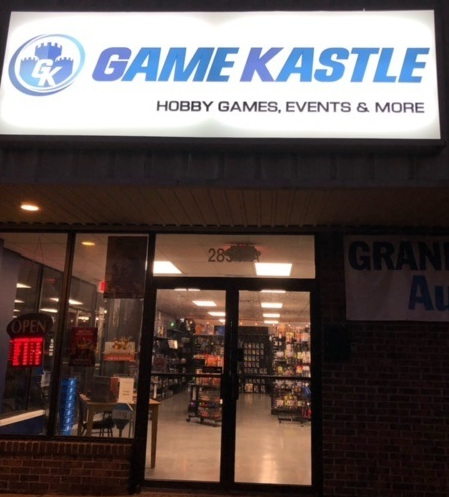 GK
GAME KASTLE
HOBBY GAMES, EVENTS & MORE
GRAN
Au
OPEN